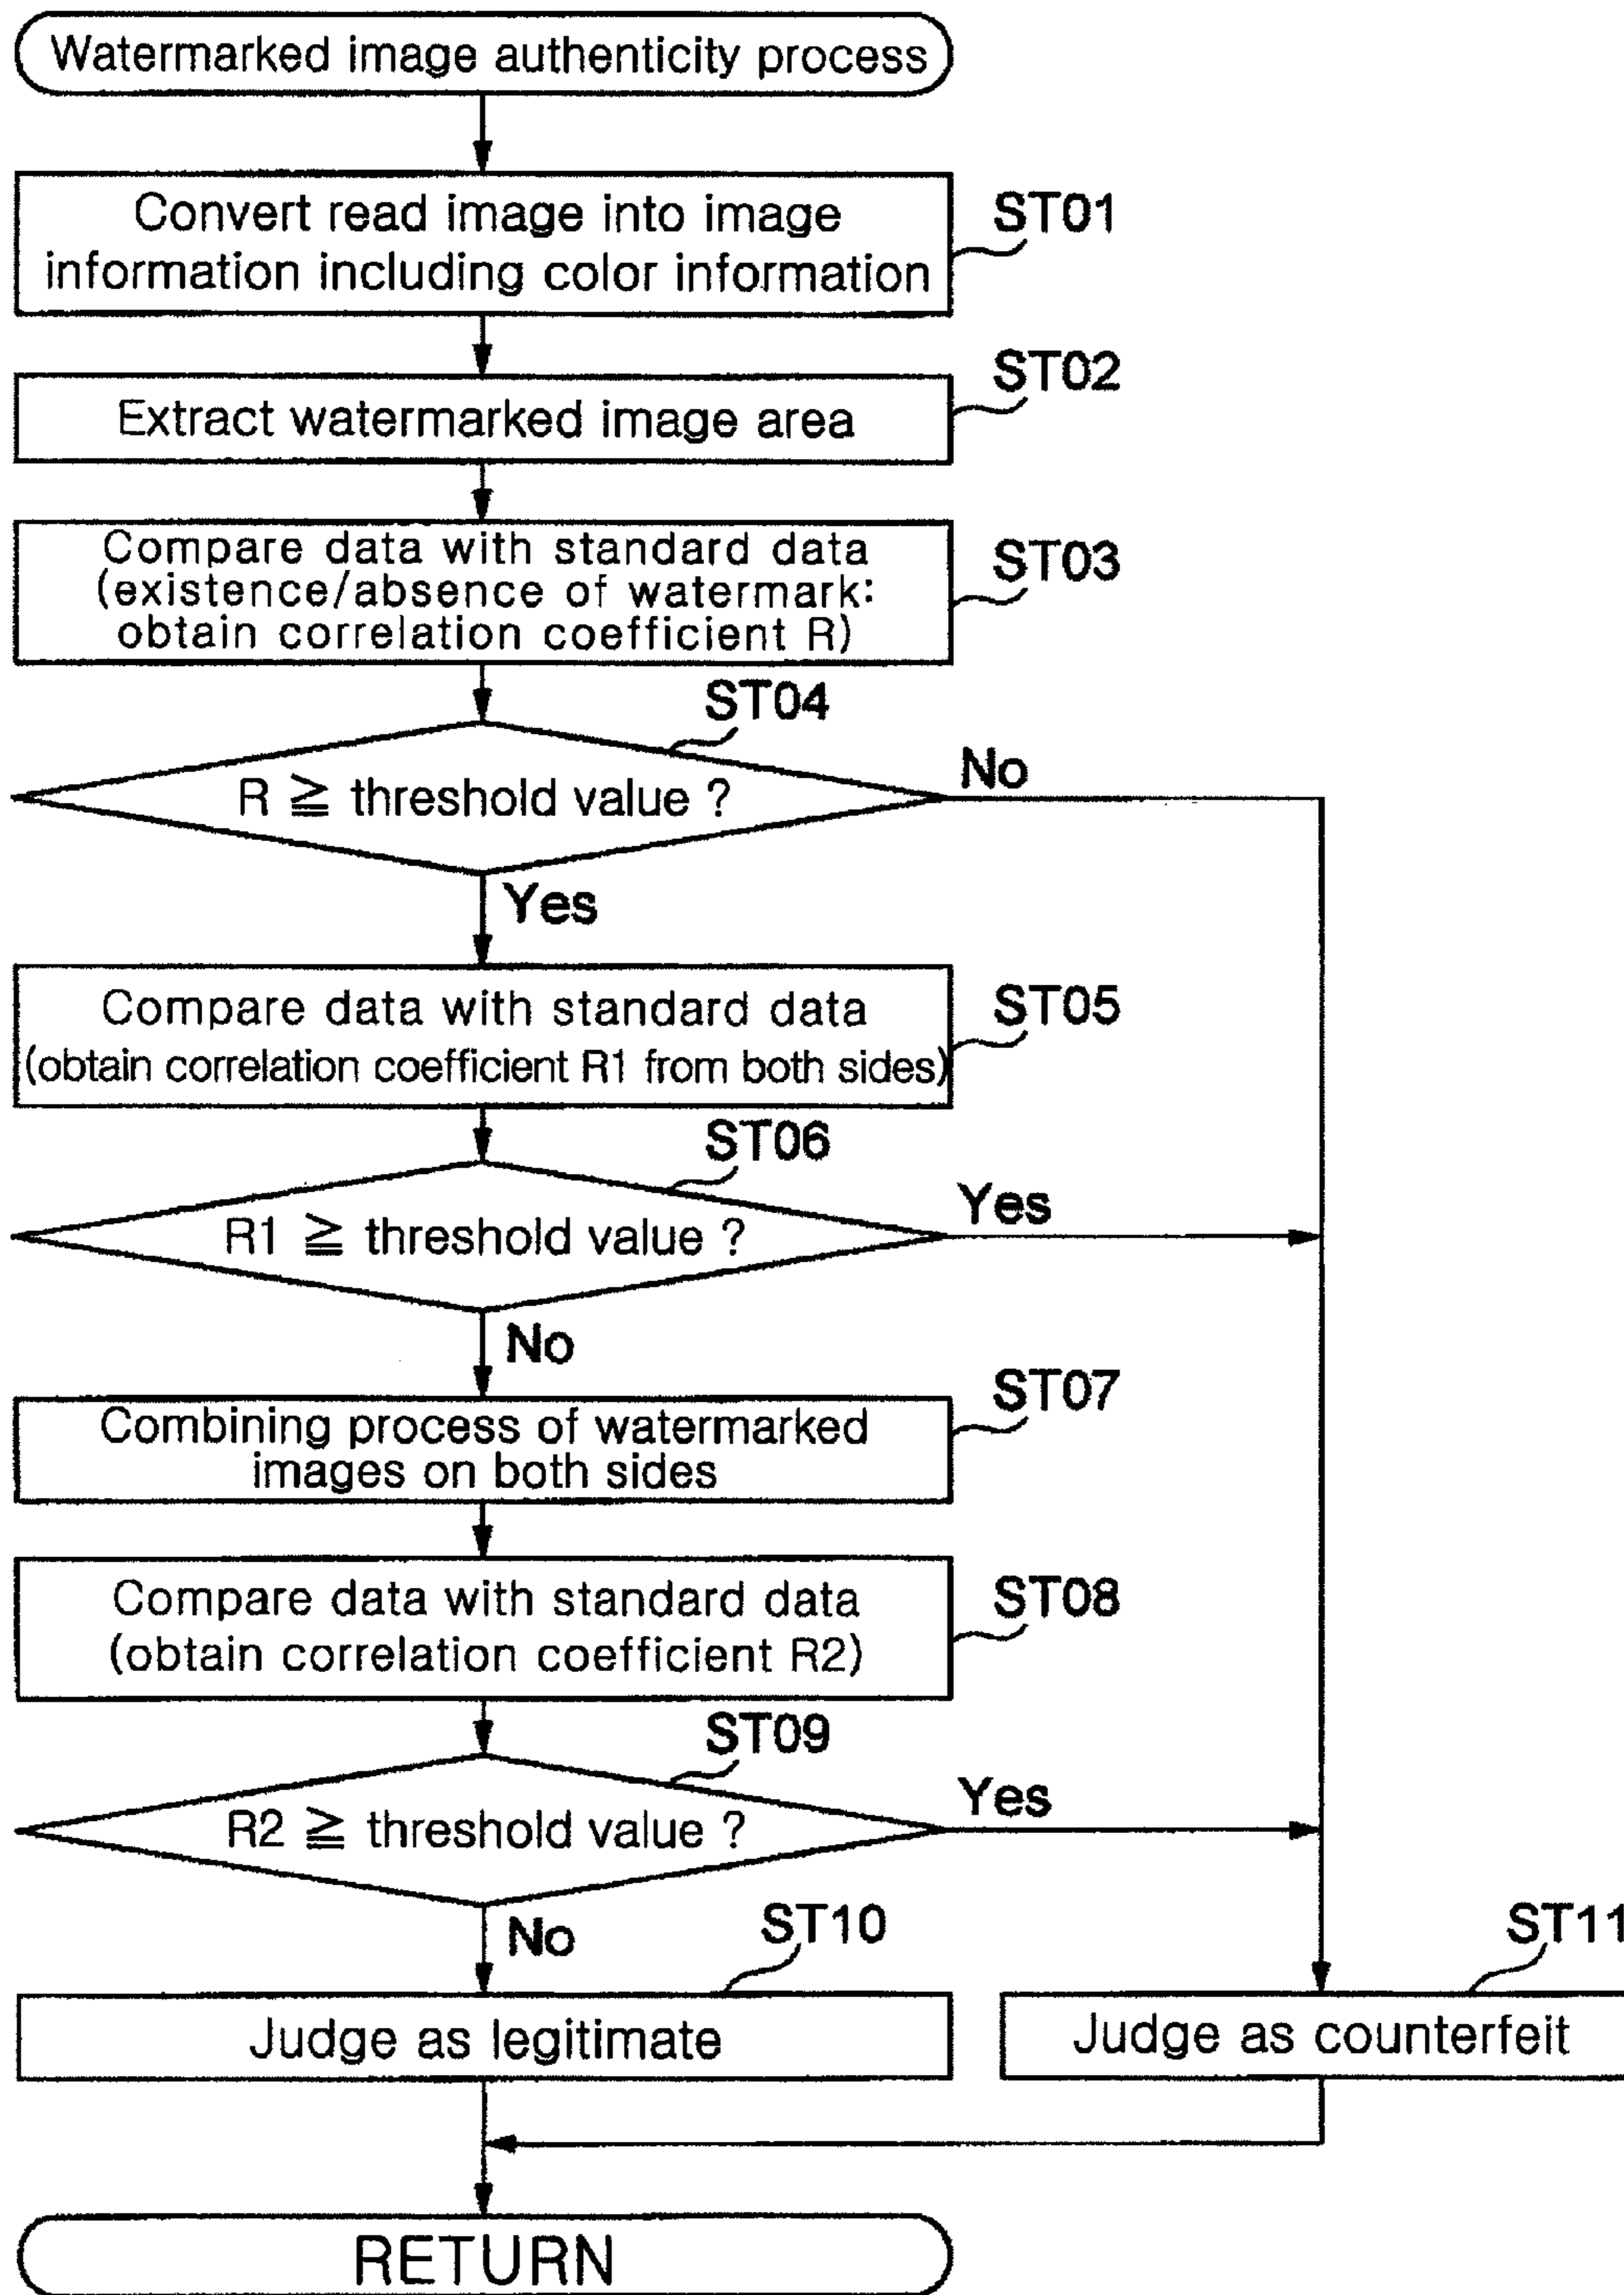 Watermarked image authenticity process
Convert read image into image
information including color information
ST01
Extract watermarked image area
ST02
Compare data with standard data
(existence/absence of watermark:
obtain correlation coefficient R)
ST03
ST04
R ≧ threshold value ?
No
Yes
Compare data with standard data
(obtain correlation coefficient R1 from both sides)
ST05
ST06
R1 ≧ threshold value ?
Yes
No
Combining process of watermarked
images on both sides
ST07
Compare data with standard data
(obtain correlation coefficient R2)
ST08
ST09
R2 ≧ threshold value ?
Yes
No
ST10
ST11
Judge as legitimate
Judge as counterfeit
RETURN